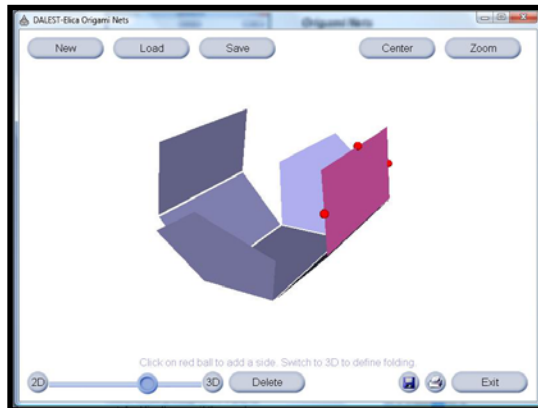 DALEST-Elica Origami Nets
Origami Nets
New Load Save Center Zoom
Click on red ball to add a side. Switch to 3D to define folding.
2D 3D Delete Exit